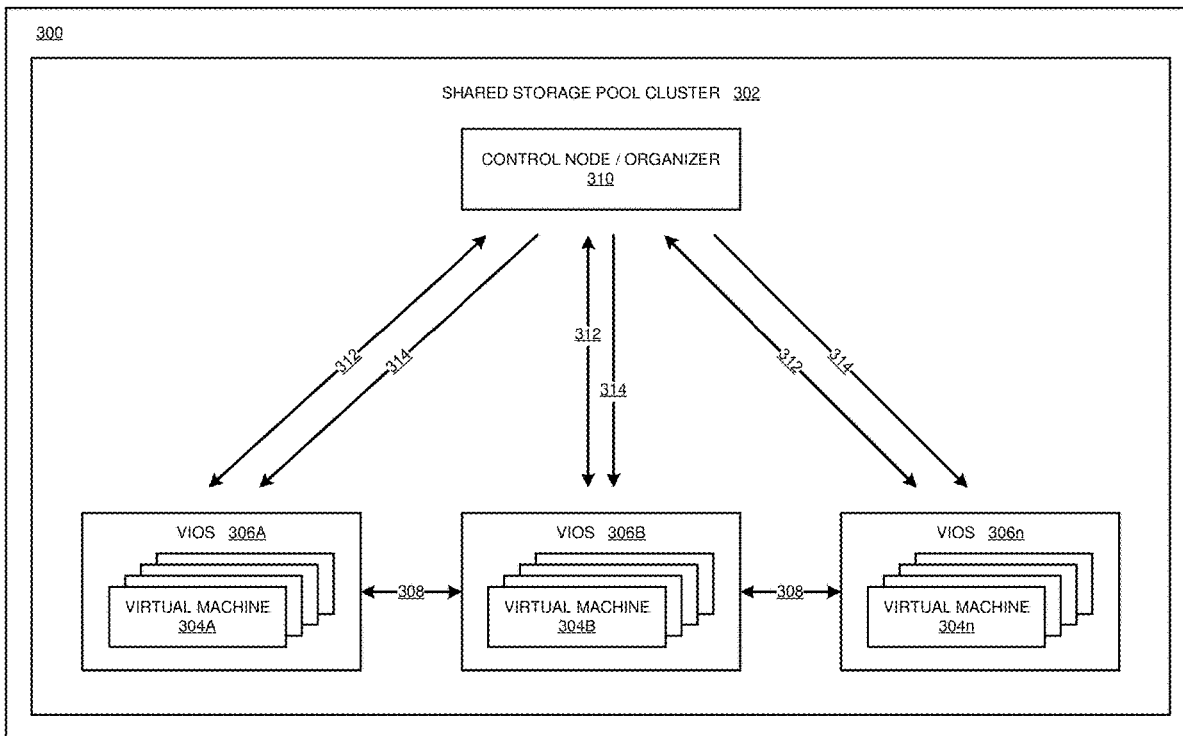 300
SHARED STORAGE POOL CLUSTER 302
CONTROL NODE / ORGANIZER
310
312
314
312
314
312
314
VIOS 306A
VIRTUAL MACHINE
304A
308
VIOS 306B
VIRTUAL MACHINE
304B
308
VIOS 306n
VIRTUAL MACHINE
304n